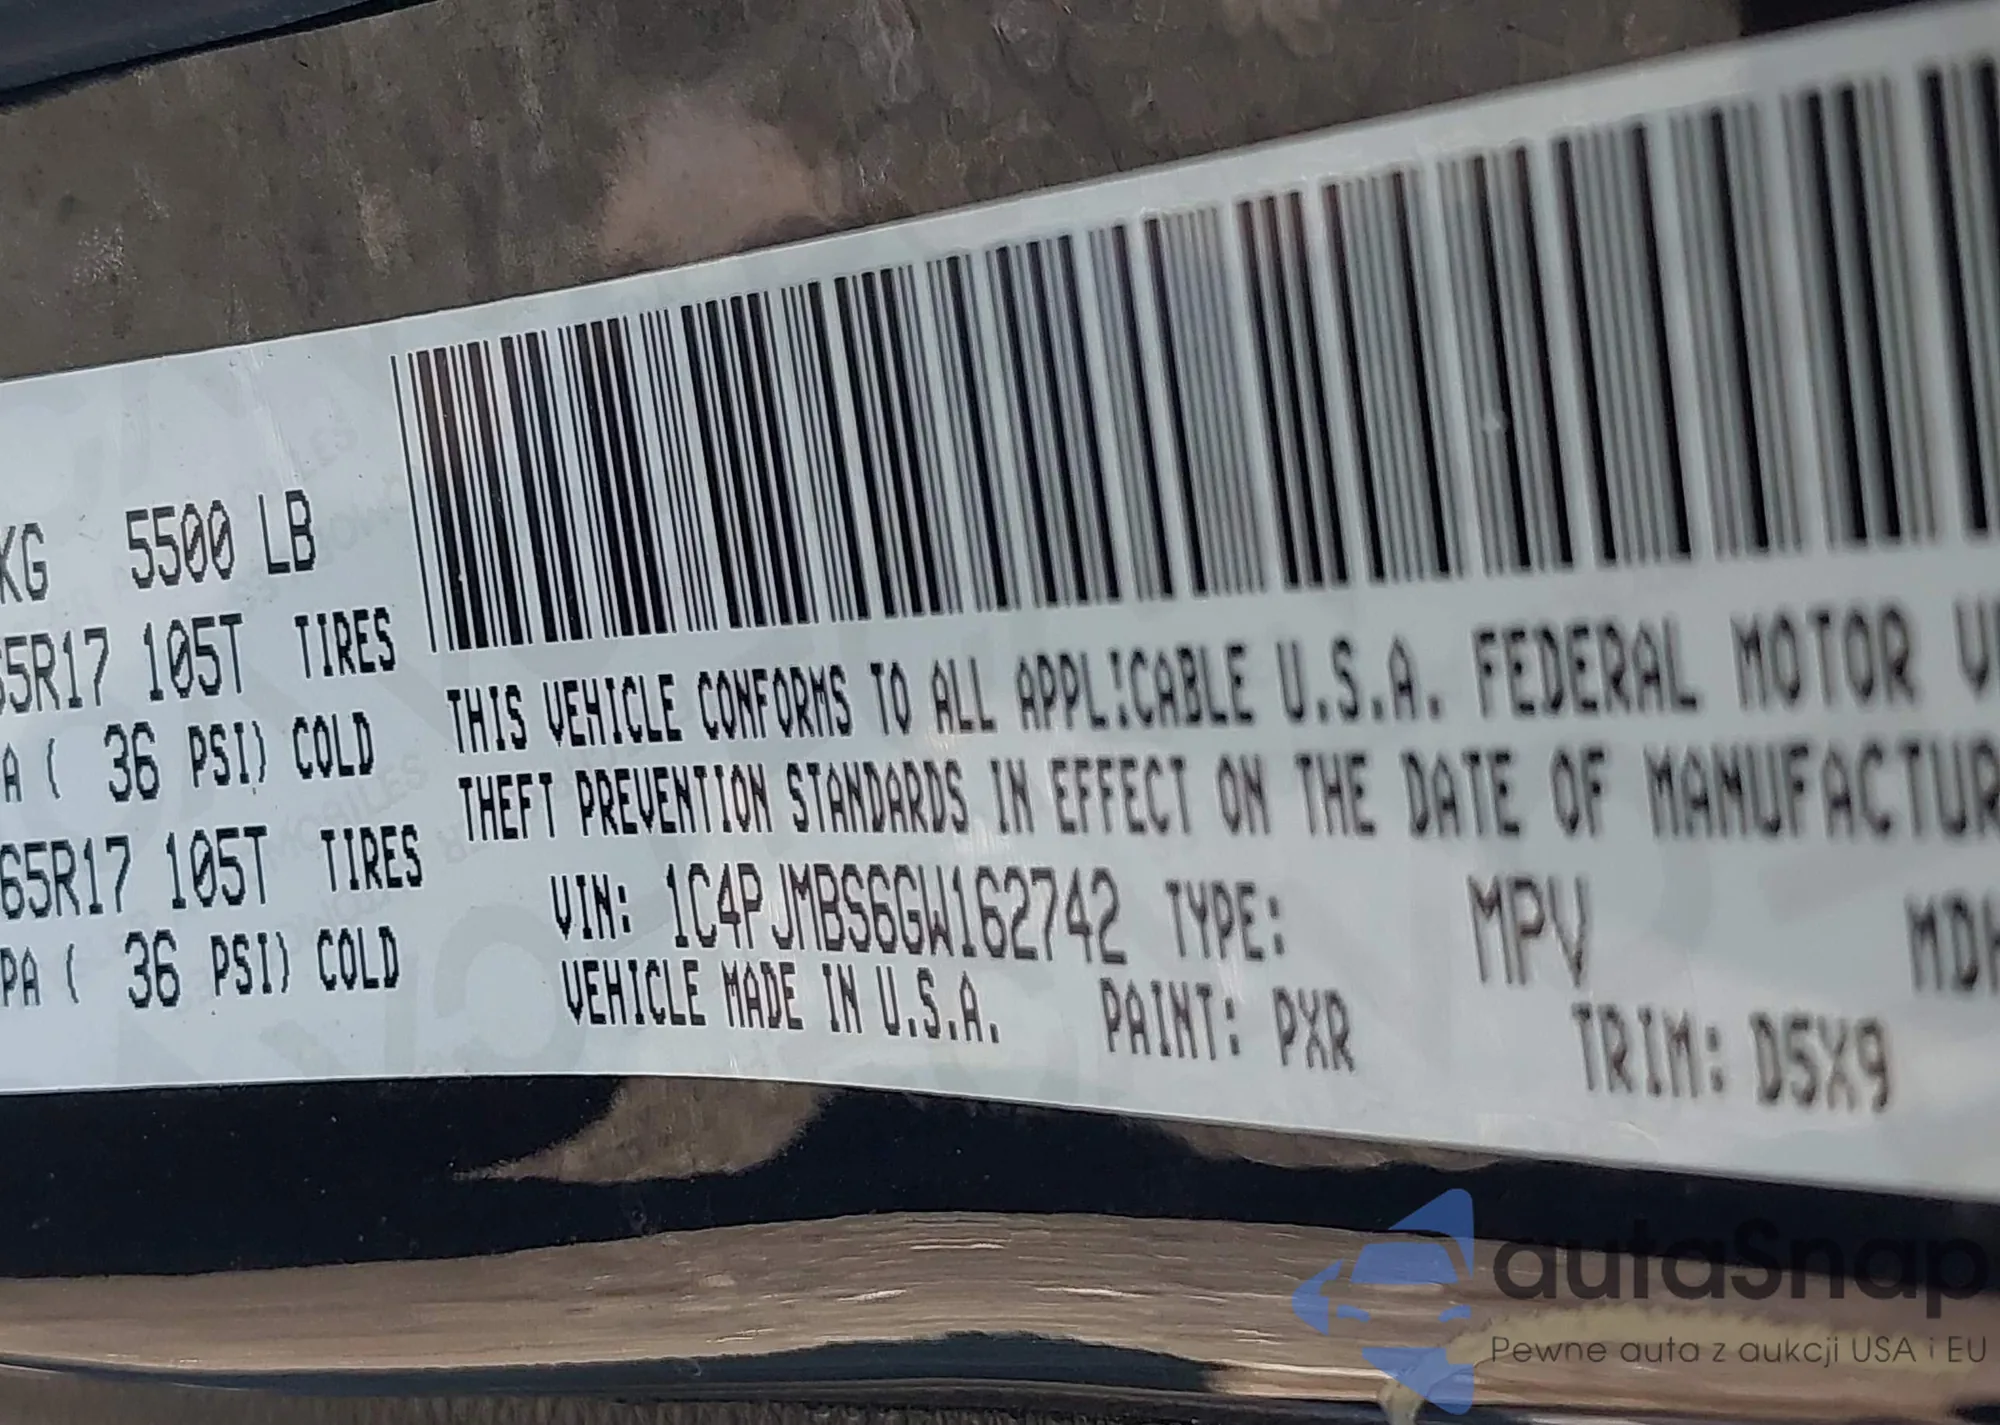 KG 5500 LB
65R17 105T TIRES
A ( 36 PSI) COLD
65R17 105T TIRES
PA ( 36 PSI) COLD
THIS VEHICLE CONFORMS TO ALL APPLICABLE U.S.A. FEDERAL MOTOR
THEFT PREVENTION STANDARDS IN EFFECT ON THE DATE OF MANUFACTUR
VIN: 1C4PJMBS6GW162742 TYPE: MPV MDH
VEHICLE MADE IN U.S.A. PAINT: PXR TRIM: D5X9
autaSnap
Pewne auta z aukcji USA i EU